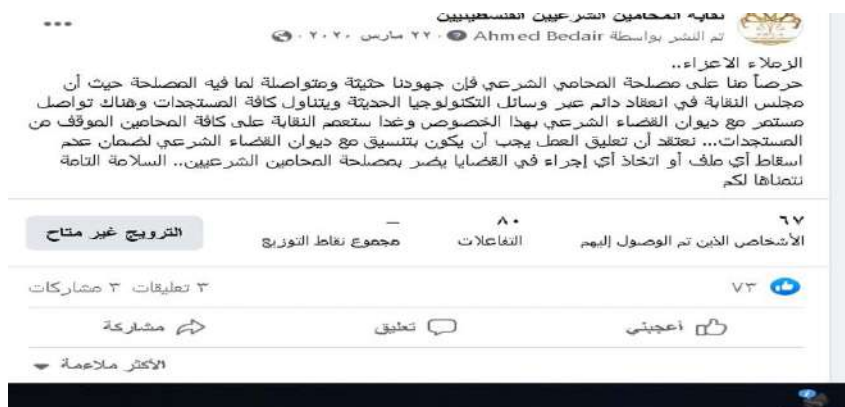 نقابة المحامين الشرعيين الفلسطينيين
تم النشر بواسطة Ahmed Bedair · ٢٢ مارس ٢٠٢٠ ·
الزملاء الاعزاء..
حرصاً منا على مصلحة المحامي الشرعي فإن جهودنا حثيثة ومتواصلة لما فيه المصلحة حيث أن
مجلس النقابة في انعقاد دائم عبر وسائل التكنولوجيا الحديثة ويتناول كافة المستجدات وهناك تواصل
مستمر مع ديوان القضاء الشرعي بهذا الخصوص وغدا ستعمم النقابة على كافة المحامين الموقف من
المستجدات... نعتقد أن تعليق العمل يجب أن يكون بتنسيق مع ديوان القضاء الشرعي لضمان عدم
اسقاط أي ملف أو اتخاذ أي إجراء في القضايا يضر بمصلحة المحامين الشرعيين.. السلامة التامة
نتمناها لكم
٦٧ ٨٠ –
الأشخاص الذين تم الوصول إليهم التفاعلات مجموع نقاط التوزيع الترويج غير متاح
٧٣ ٣ تعليقات ٣ مشاركات
أعجبني تعليق مشاركة
الأكثر ملاءمة